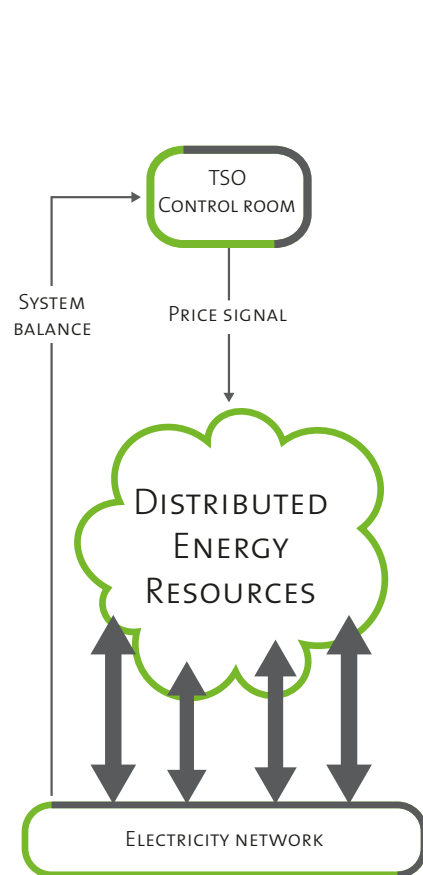 TSO
Control room
System
balance
Price signal
Distributed
Energy
Resources
Electricity network